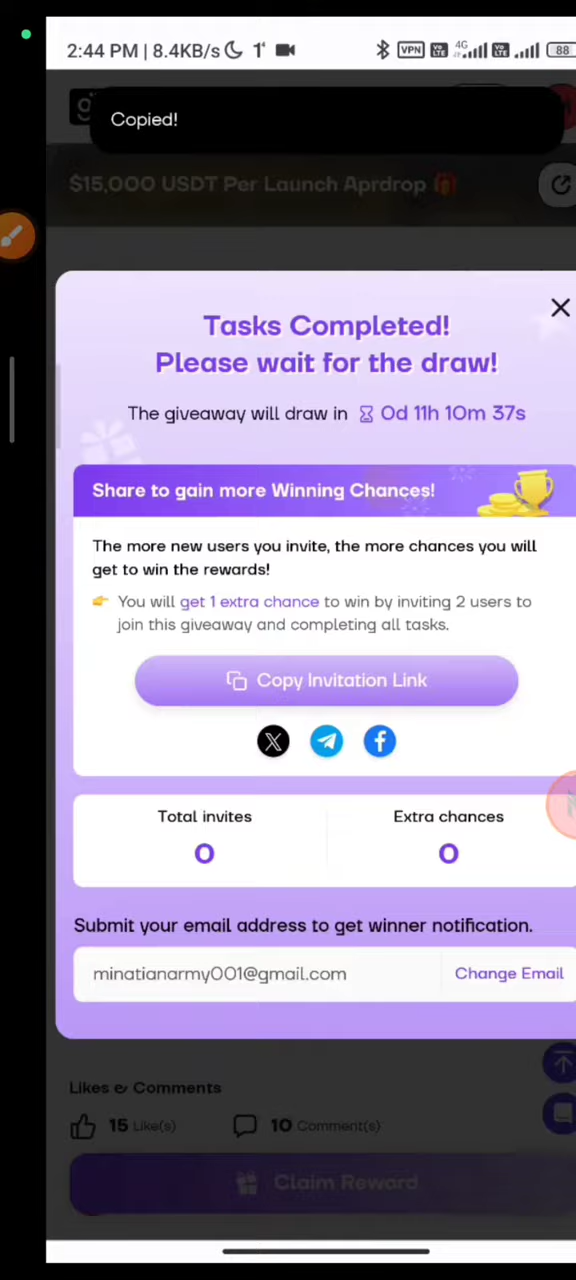 2:44 PM | 8.4KB/s
VPN
4G
88
Copied!
$15,000 USDT Per Launch Aprdrop
Tasks Completed!
Please wait for the draw!
The giveaway will draw in 0d 11h 10m 37s
Share to gain more Winning Chances!
The more new users you invite, the more chances you will
get to win the rewards!
You will get 1 extra chance to win by inviting 2 users to
join this giveaway and completing all tasks.
Copy Invitation Link
Total invites
Extra chances
0
0
Submit your email address to get winner notification.
minatianarmy001@gmail.com
Change Email
Likes & Comments
15 Like(s)
10 Comment(s)
Claim Reward